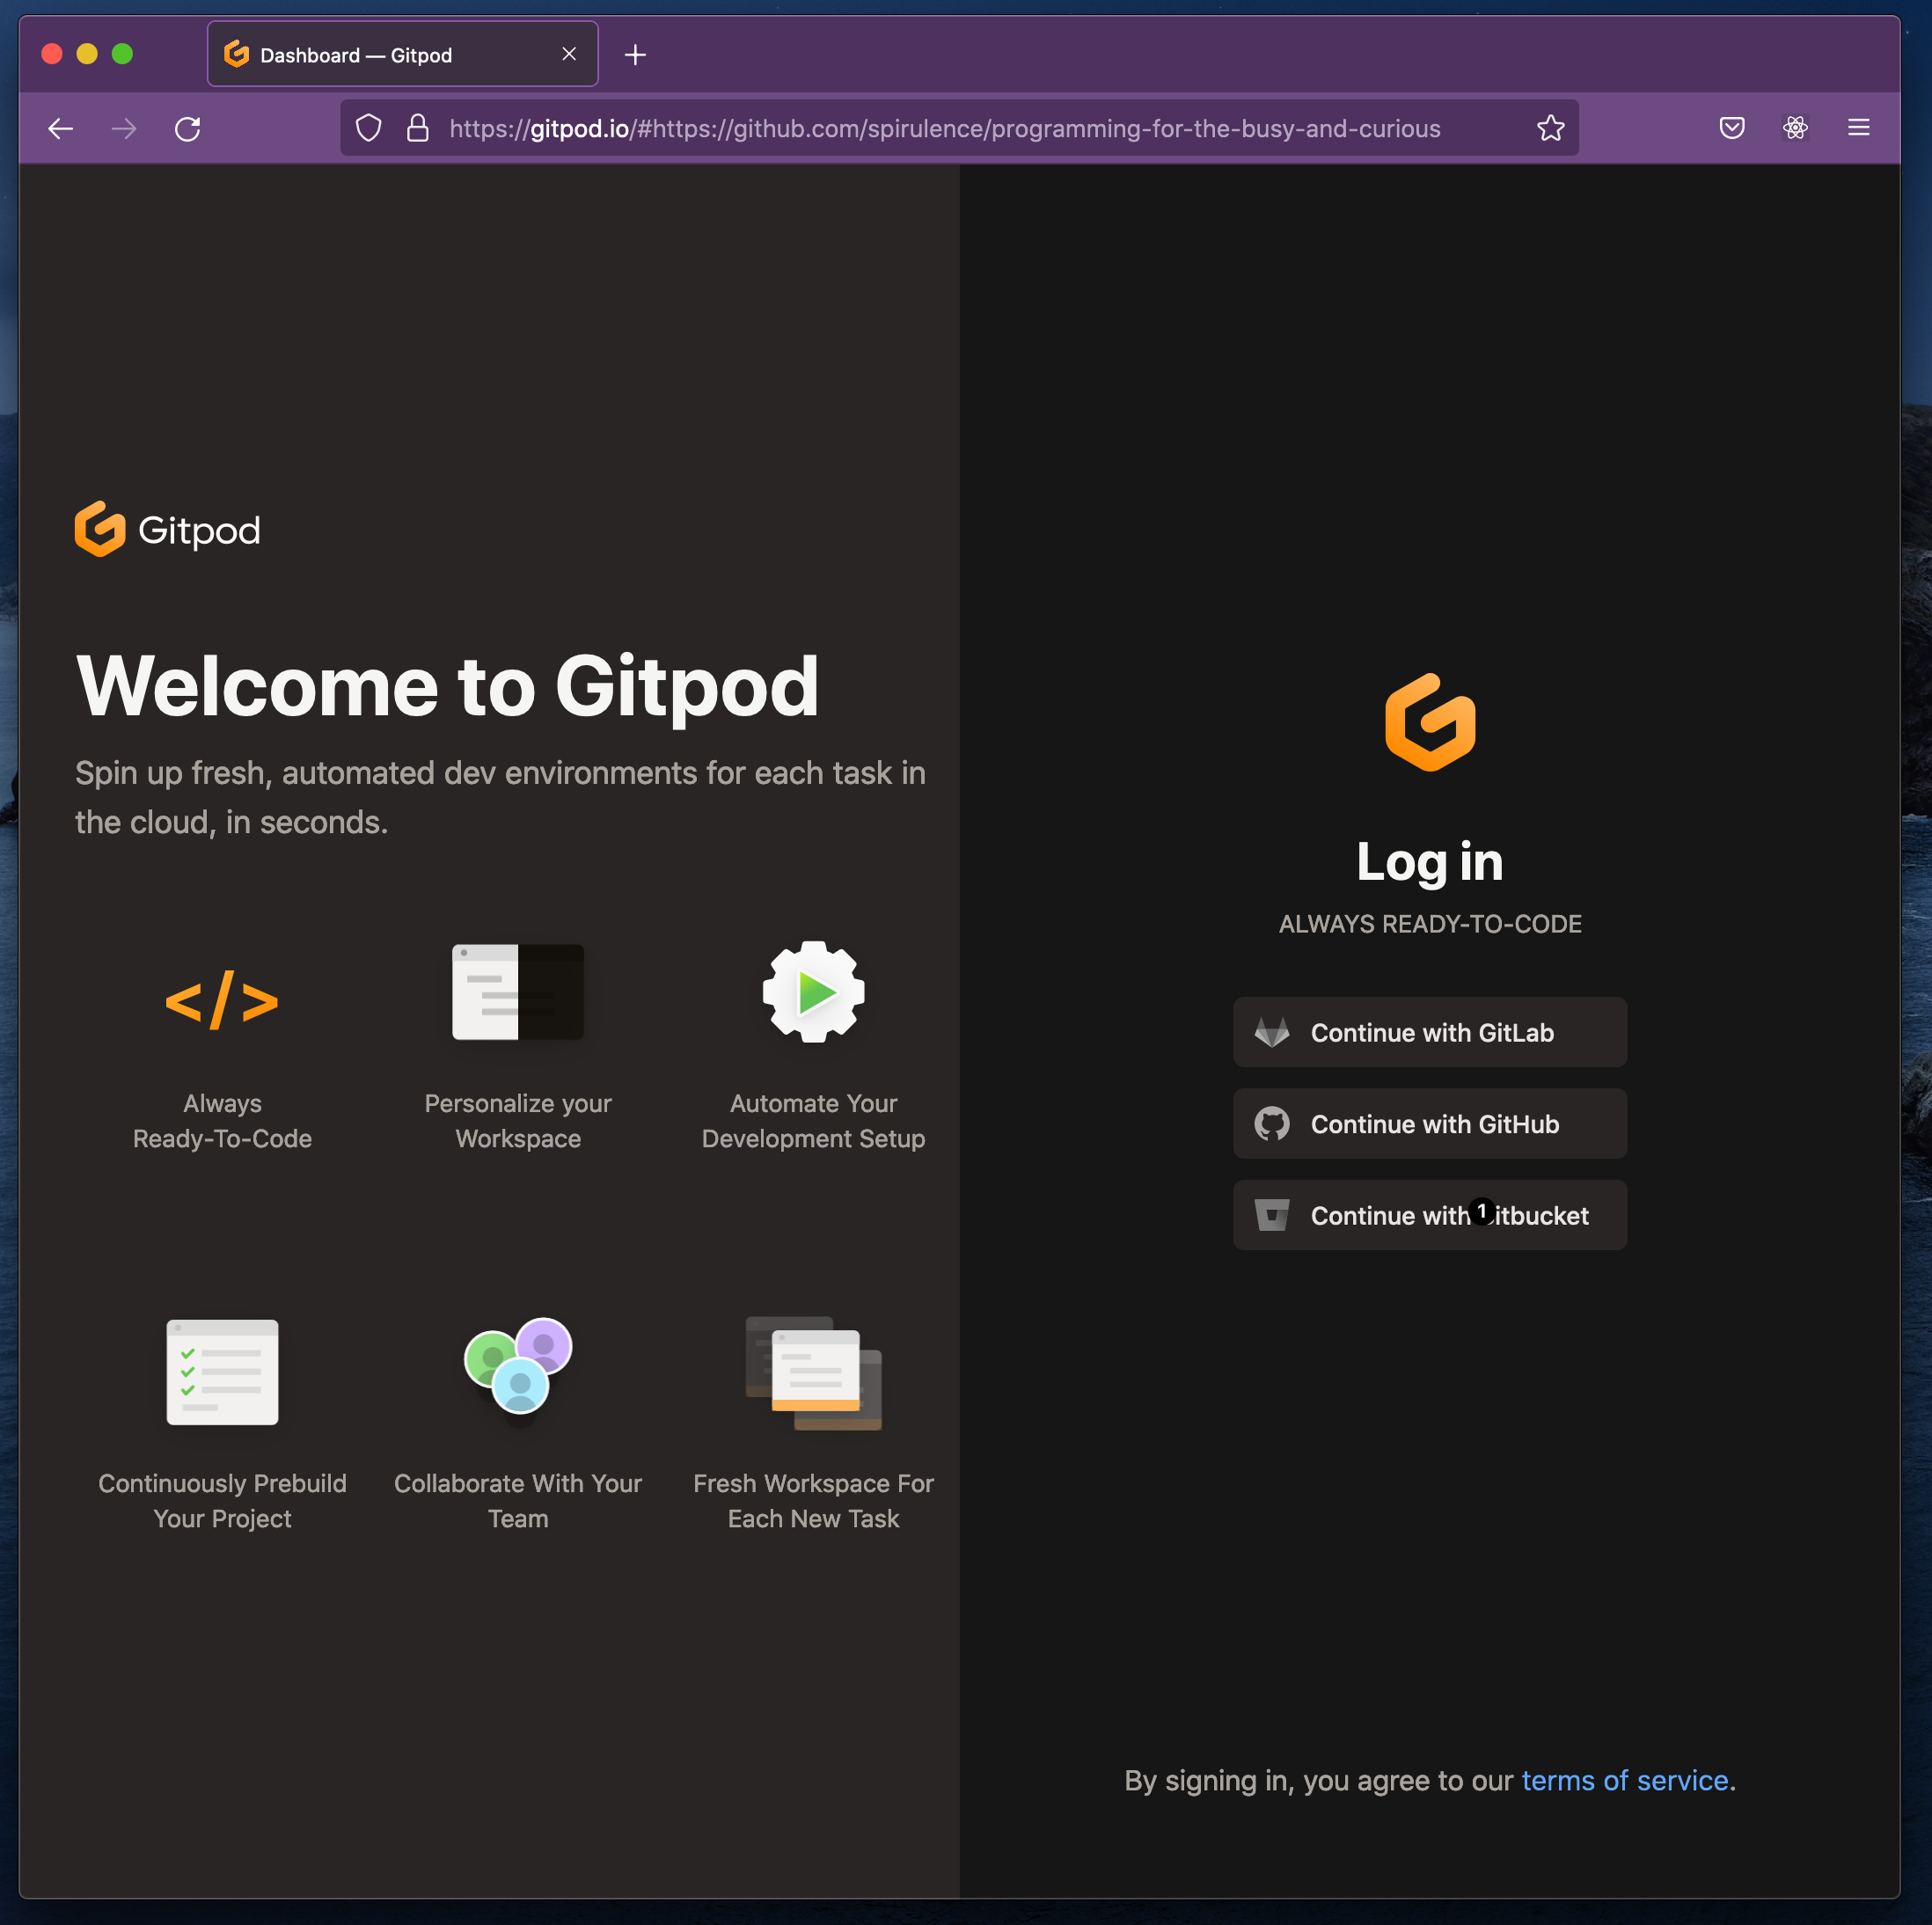 Dashboard — Gitpod
https://gitpod.io/#https://github.com/spirulence/programming-for-the-busy-and-curious
Gitpod
Welcome to Gitpod
Spin up fresh, automated dev environments for each task in
the cloud, in seconds.
</>
Always
Ready-To-Code
Personalize your
Workspace
Automate Your
Development Setup
Continuously Prebuild
Your Project
Collaborate With Your
Team
Fresh Workspace For
Each New Task
Log in
ALWAYS READY-TO-CODE
Continue with GitLab
Continue with GitHub
Continue with 1itbucket
By signing in, you agree to our terms of service.